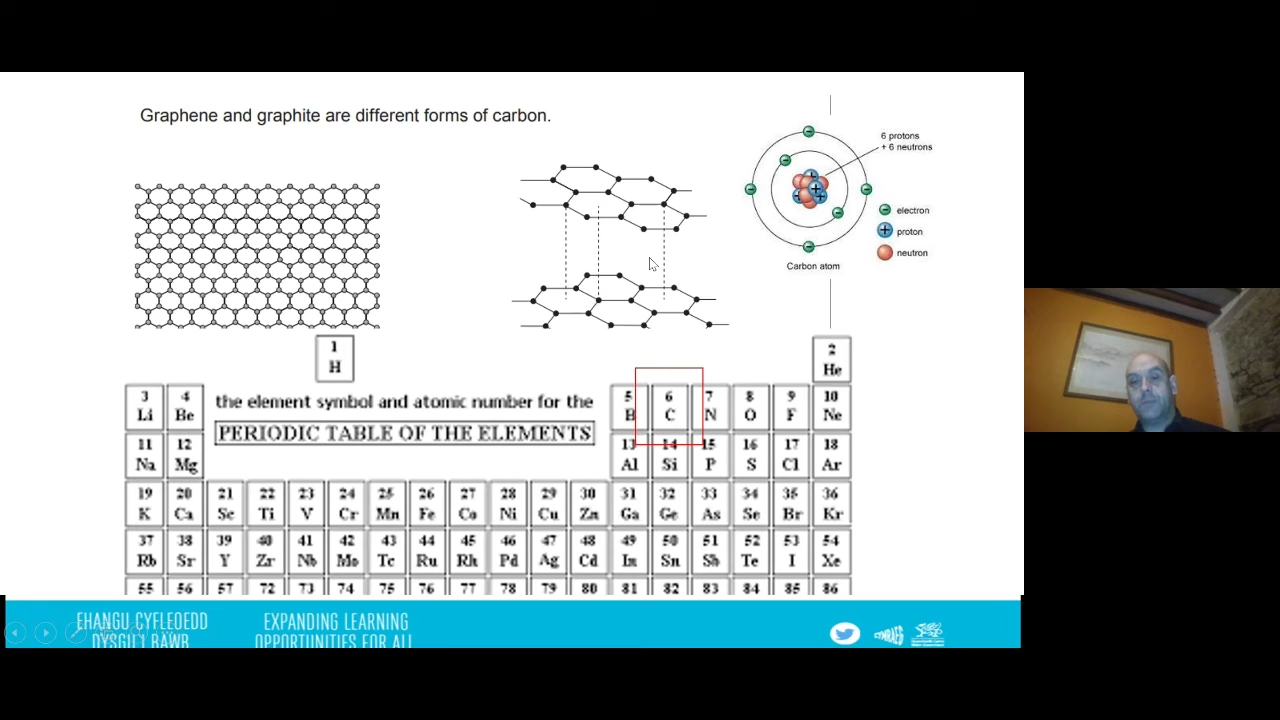 Graphene and graphite are different forms of carbon.
6 protons
+ 6 neutrons
electron
proton
neutron
Carbon atom
1
H
2
He
3 4 5 6 7 8 9 10
Li Be B C N O F Ne
the element symbol and atomic number for the
PERIODIC TABLE OF THE ELEMENTS
11 12 13 14 15 16 17 18
Na Mg Al Si P S Cl Ar
19 20 21 22 23 24 25 26 27 28 29 30 31 32 33 34 35 36
K Ca Sc Ti V Cr Mn Fe Co Ni Cu Zn Ga Ge As Se Br Kr
37 38 39 40 41 42 43 44 45 46 47 48 49 50 51 52 53 54
Rb Sr Y Zr Nb Mo Tc Ru Rh Pd Ag Cd In Sn Sb Te I Xe
55 56 57 72 73 74 75 76 77 78 79 80 81 82 83 84 85 86
EHANGU CYFLEOEDD
DYSGU I BAWB
EXPANDING LEARNING
OPPORTUNITIES FOR ALL
CYMRAEG